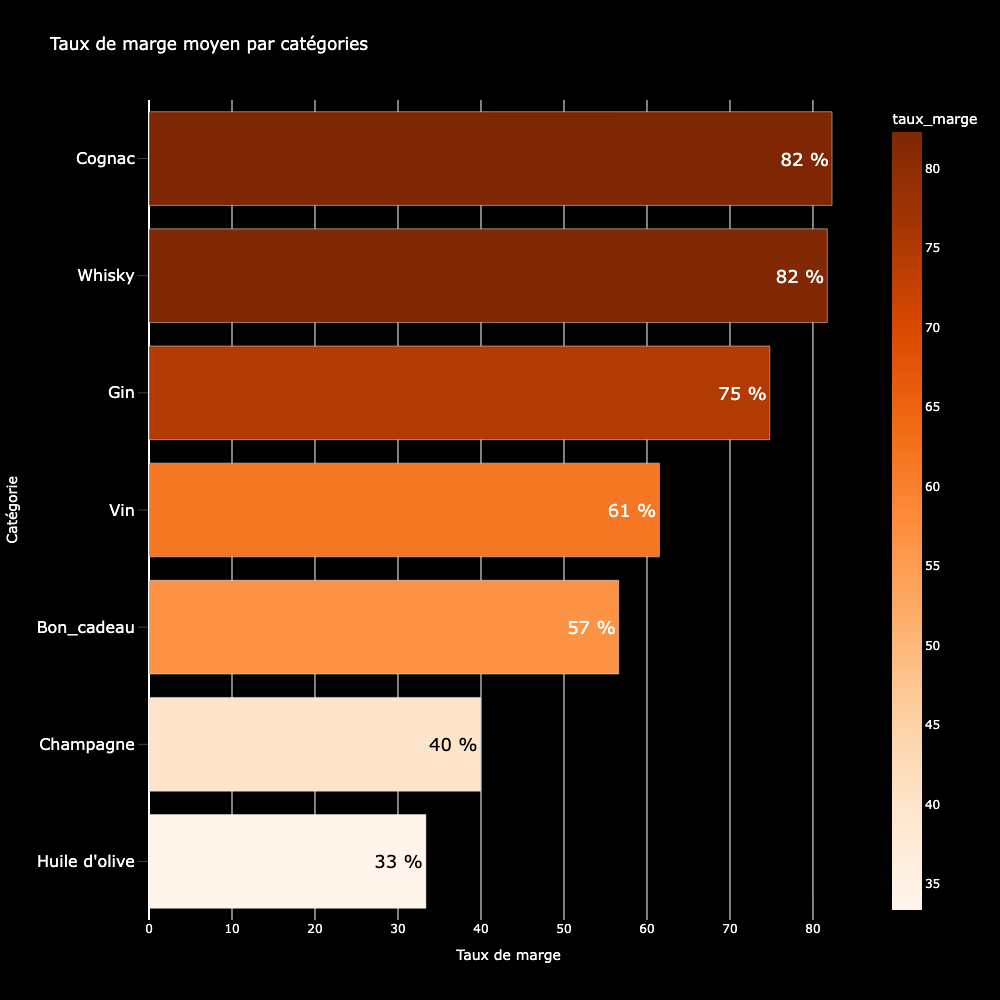 Taux de marge moyen par catégories
taux_marge
Cognac
82 %
Whisky
82 %
Gin
75 %
Vin
61 %
Bon_cadeau
57 %
Champagne
40 %
Huile d'olive
33 %
Catégorie
0 10 20 30 40 50 60 70 80
Taux de marge
80
75
70
65
60
55
50
45
40
35